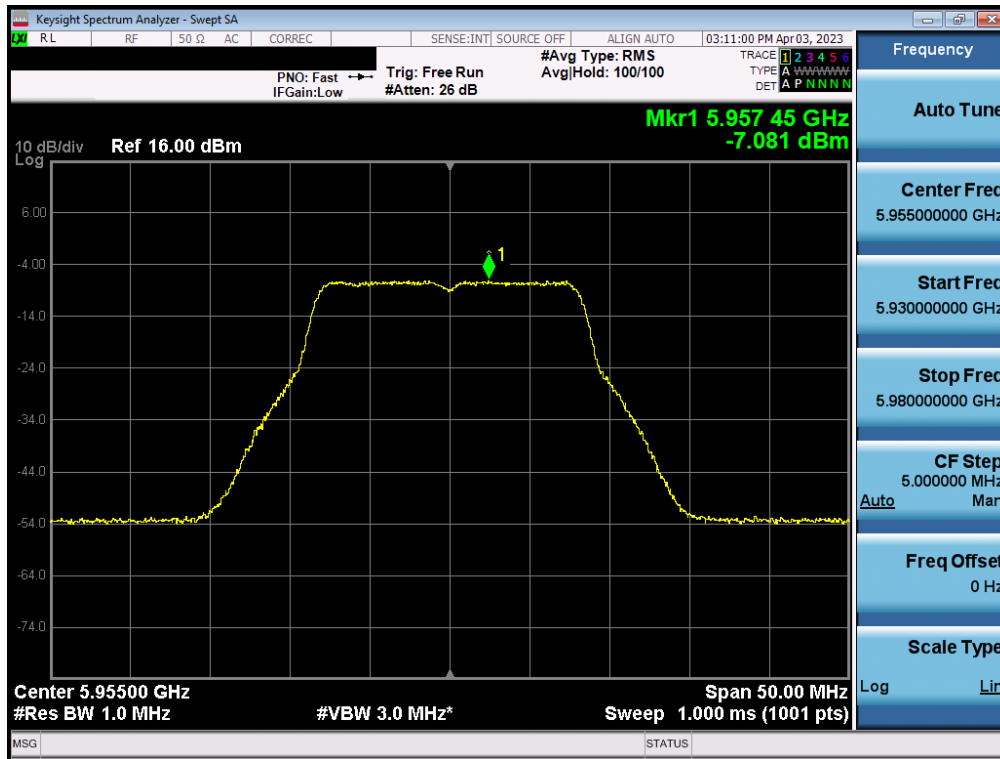 Keysight Spectrum Analyzer - Swept SA
LXI RL RF 50 Ω AC CORREC SENSE:INT SOURCE OFF ALIGN AUTO 03:11:00 PM Apr 03, 2023
#Avg Type: RMS TRACE 1 2 3 4 5 6
PNO: Fast Trig: Free Run Avg|Hold: 100/100 TYPE A WWWWW
IFGain:Low #Atten: 26 dB DET A P N N N N
Mkr1 5.957 45 GHz
-7.081 dBm
10 dB/div Ref 16.00 dBm
Log
6.00
1
-4.00
-14.0
-24.0
-34.0
-44.0
-54.0
-64.0
-74.0
Center 5.95500 GHz Span 50.00 MHz
#Res BW 1.0 MHz #VBW 3.0 MHz* Sweep 1.000 ms (1001 pts)
MSG STATUS
Frequency
Auto Tune
Center Freq
5.955000000 GHz
Start Freq
5.930000000 GHz
Stop Freq
5.980000000 GHz
CF Step
5.000000 MHz
Auto Man
Freq Offset
0 Hz
Scale Type
Log Lin